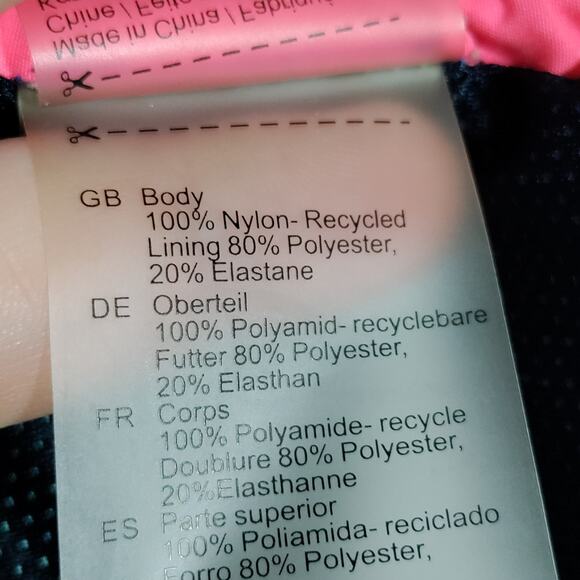 Chine / Feito
Made in China / Fabriqué
GB Body
100% Nylon- Recycled
Lining 80% Polyester,
20% Elastane
DE Oberteil
100% Polyamid- recyclebare
Futter 80% Polyester,
20% Elasthan
FR Corps
100% Polyamide- recycle
Doublure 80% Polyester,
20%Elasthanne
ES Parte superior
100% Poliamida- reciclado
Forro 80% Polyester,